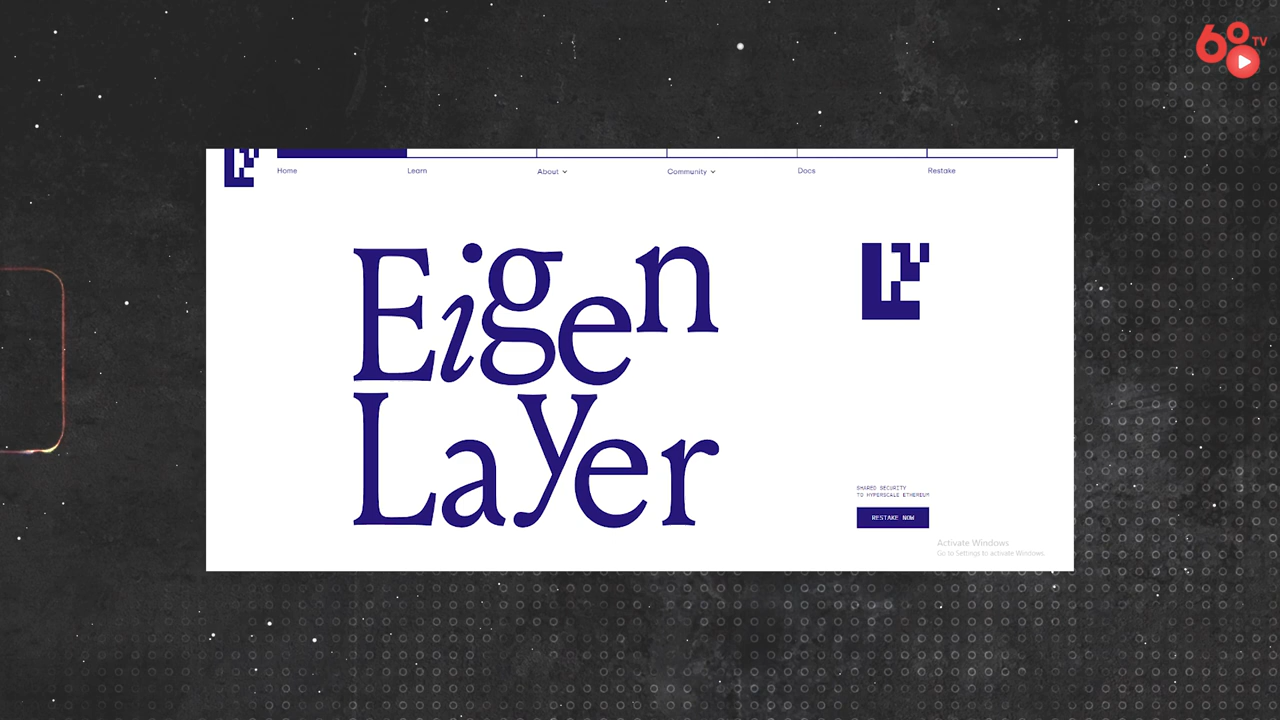 68 TV
Home Learn About Community Docs Restake
Eigen
Layer
SHARED SECURITY
TO HYPERSCALE ETHEREUM
RESTAKE NOW
Activate Windows
Go to Settings to activate Windows.